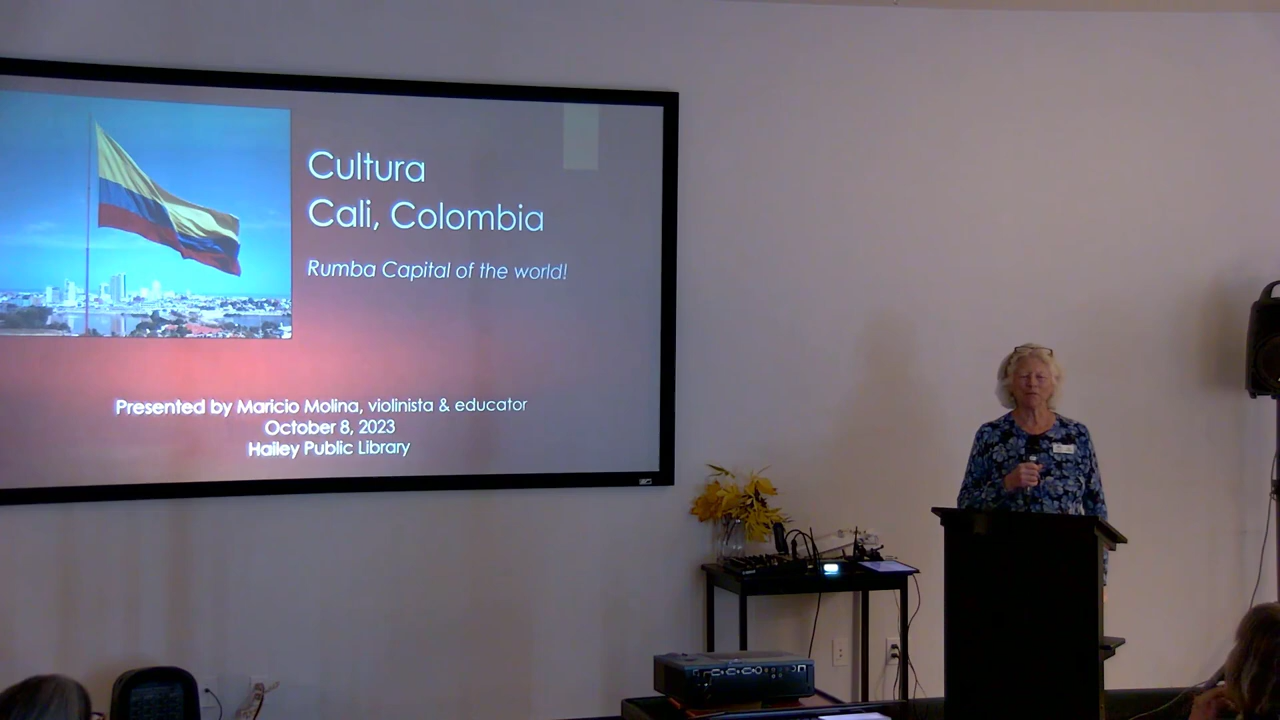 Cultura
Cali, Colombia
Rumba Capital of the world!
Presented by Maricio Molina, violinista & educator
October 8, 2023
Hailey Public Library